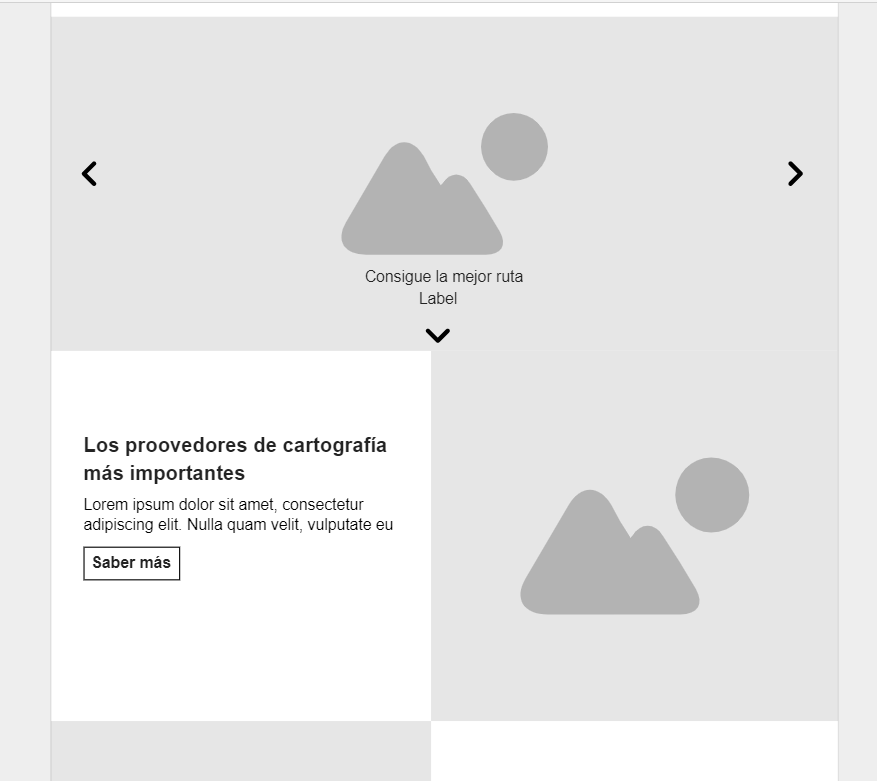 Consigue la mejor ruta
Label
Los proovedores de cartografía
más importantes
Lorem ipsum dolor sit amet, consectetur
adipiscing elit. Nulla quam velit, vulputate eu
Saber más